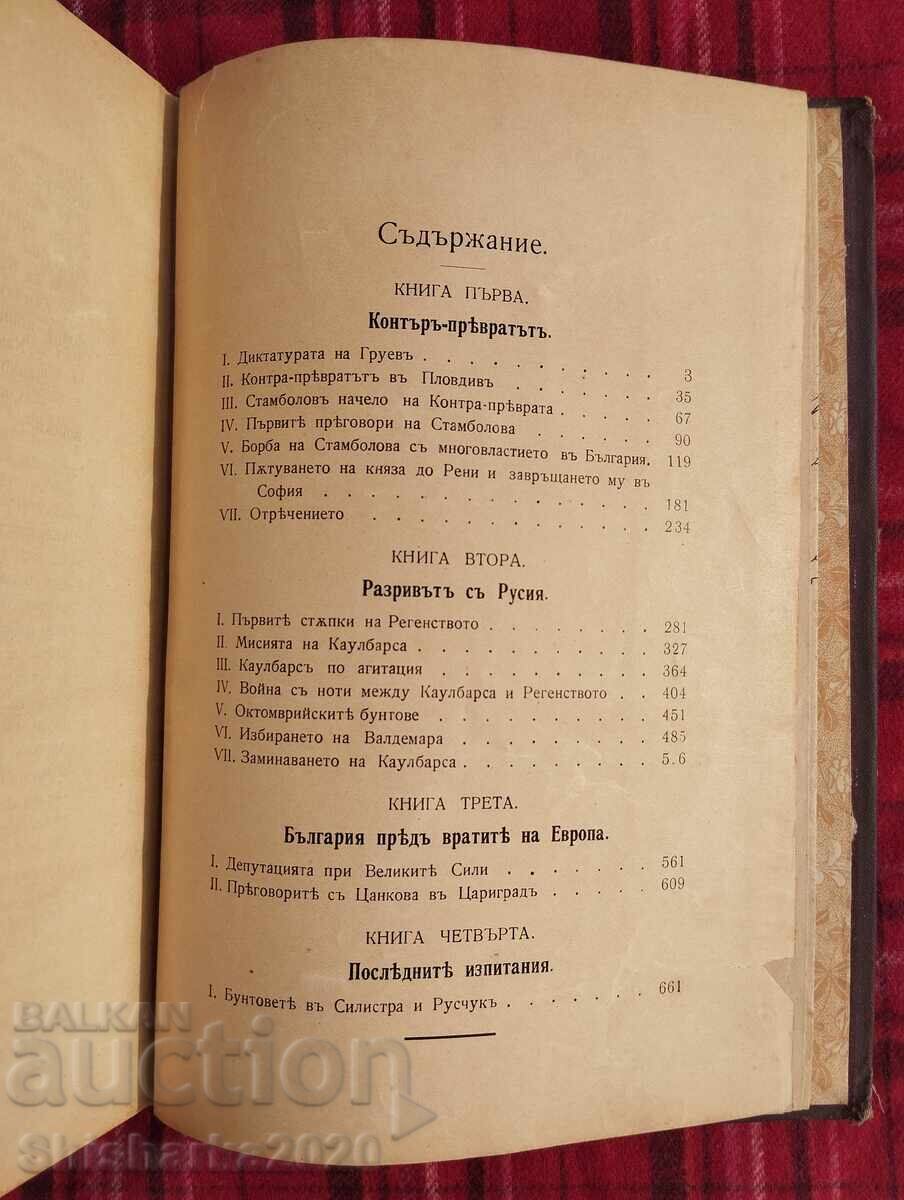 Съдържание.
КНИГА ПЪРВА.
Контъръ-прѣвратътъ.
I. Диктатурата на Груевъ . . . . . . . . . . . . 3
II. Контра-прѣвратътъ въ Пловдивъ . . . . . . . . 35
III. Стамболовъ начело на Контра-прѣврата . . . . . . 67
IV. Първитѣ прѣговори на Стамболова . . . . . . . 90
V. Борба на Стамболова съ многовластието въ България. 119
VI. Пѫтуването на княза до Рени и завръщането му въ
София . . . . . . . . . . . . . . . 181
VII. Отрѣчението . . . . . . . . . . . . . 234
КНИГА ВТОРА.
Разривътъ съ Русия.
I. Първитѣ стѫпки на Регенството . . . . . . . . 281
II. Мисията на Каулбарса . . . . . . . . . . . 327
III. Каулбарсъ по агитация . . . . . . . . . . 364
IV. Война съ ноти между Каулбарса и Регенството . . 404
V. Октомврийскитѣ бунтове . . . . . . . . . . 451
VI. Избирането на Валдемара . . . . . . . . . 485
VII. Заминаването на Каулбарса . . . . . . . . . 5.6
КНИГА ТРЕТА.
България прѣдъ вратитѣ на Европа.
I. Депутацията при Великитѣ Сили . . . . . . . 561
II. Прѣговоритѣ съ Цанкова въ Цариградъ . . . . . 609
КНИГА ЧЕТВЪРТА.
Послѣднитѣ изпитания.
I. Бунтоветѣ въ Силистра и Русчукъ . . . . . . 661
BALKAN
auction
Shisharka2020